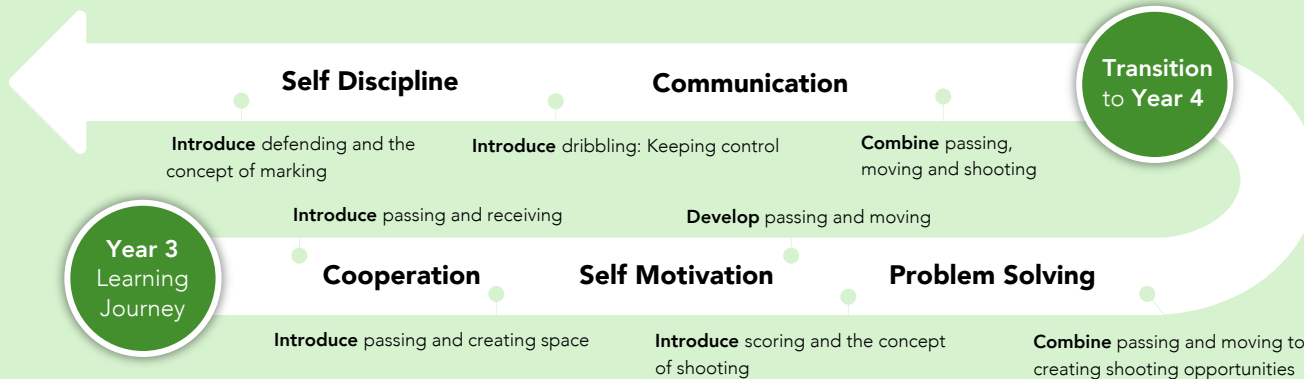 Self Discipline
Communication
Transition
to Year 4
Introduce defending and the
concept of marking
Introduce dribbling: Keeping control
Combine passing,
moving and shooting
Introduce passing and receiving
Develop passing and moving
Year 3
Learning
Journey
Cooperation
Self Motivation
Problem Solving
Introduce passing and creating space
Introduce scoring and the concept
of shooting
Combine passing and moving to
creating shooting opportunities